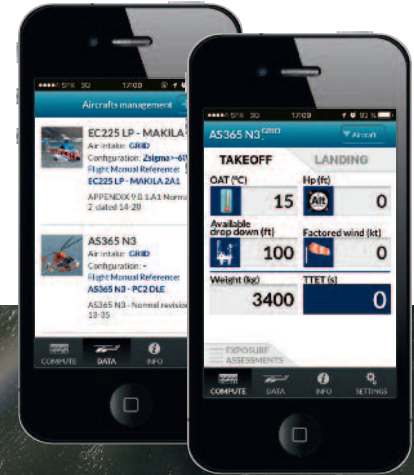 SFR 3G 17:09
Aircrafts management +
EC225 LP - MAKILA
Air intake: GRID
Configuration: Zsigma>-60
Flight Manual Reference:
EC225 LP - MAKILA 2A1
APPENDIX 9.0.1.A1 Norma
2 dated 14-20
AS365 N3
Air intake: GRID
Configuration: -
Flight Manual Reference:
AS365 N3 - PC2 DLE
AS365 N3 - Normal revision
13-35
COMPUTE DATA INFO
SFR 3G 17:09 92 %
AS365 N3 GRID Aircraft
TAKEOFF LANDING
OAT (°C) Hp (ft)
15 Alt 0
Available
drop down (ft) Factored wind (kt)
100 0
Weight (kg) TTET (s)
3400 0
EXPOSURE
ASSESSMENTS
COMPUTE DATA INFO SETTINGS